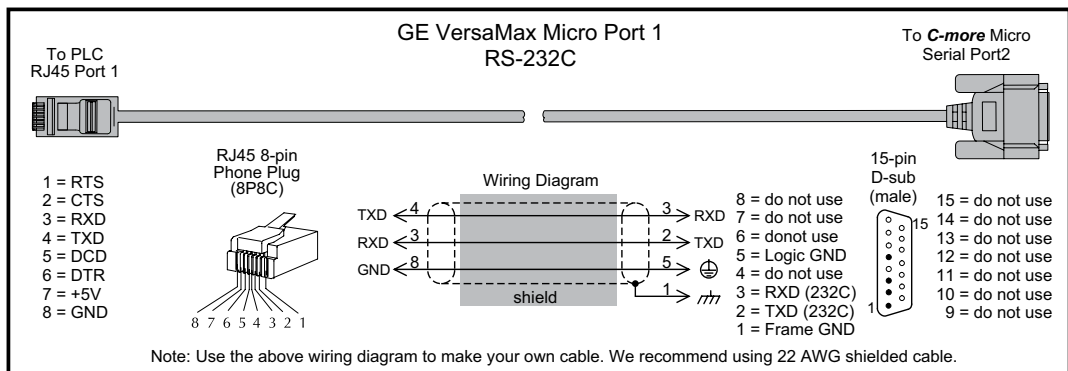 GE VersaMax Micro Port 1
RS-232C
To PLC
RJ45 Port 1
To C-more Micro
Serial Port2
1 = RTS
2 = CTS
3 = RXD
4 = TXD
5 = DCD
6 = DTR
7 = +5V
8 = GND
RJ45 8-pin
Phone Plug
(8P8C)
8 7 6 5 4 3 2 1
Wiring Diagram
TXD 4 3 RXD
RXD 3 2 TXD
GND 8 5
1
shield
8 = do not use
7 = do not use
6 = donot use
5 = Logic GND
4 = do not use
3 = RXD (232C)
2 = TXD (232C)
1 = Frame GND
15-pin
D-sub
(male)
15
1
15 = do not use
14 = do not use
13 = do not use
12 = do not use
11 = do not use
10 = do not use
9 = do not use
Note: Use the above wiring diagram to make your own cable. We recommend using 22 AWG shielded cable.